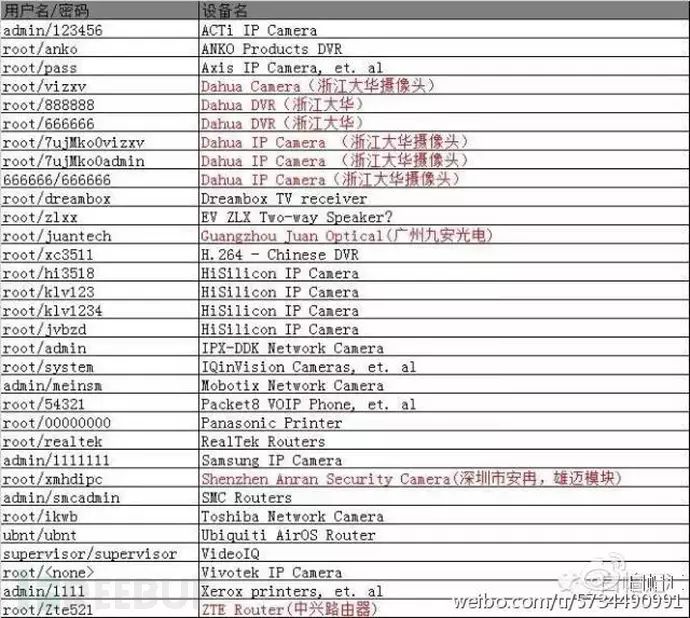 用户名/密码 设备名
admin/123456 ACTi IP Camera
root/anko ANKO Products DVR
root/pass Axis IP Camera, et. al
root/vizxv Dahua Camera（浙江大华摄像头）
root/888888 Dahua DVR（浙江大华）
root/666666 Dahua DVR（浙江大华）
root/7ujMko0vizxv Dahua IP Camera （浙江大华摄像头）
root/7ujMko0admin Dahua IP Camera （浙江大华摄像头）
666666/666666 Dahua IP Camera（浙江大华摄像头）
root/dreambox Dreambox TV receiver
root/zlxx EV ZLX Two-way Speaker?
root/juantech Guangzhou Juan Optical(广州九安光电)
root/xc3511 H.264 - Chinese DVR
root/hi3518 HiSilicon IP Camera
root/klv123 HiSilicon IP Camera
root/klv1234 HiSilicon IP Camera
root/jvbzd HiSilicon IP Camera
root/admin IPX-DDK Network Camera
root/system IQinVision Cameras, et. al
admin/meinsm Mobotix Network Camera
root/54321 Packet8 VOIP Phone, et. al
root/00000000 Panasonic Printer
root/realtek RealTek Routers
admin/1111111 Samsung IP Camera
root/xmhdipc Shenzhen Anran Security Camera(深圳市安冉，雄迈模块)
admin/smcadmin SMC Routers
root/ikwb Toshiba Network Camera
ubnt/ubnt Ubiquiti AirOS Router
supervisor/supervisor VideoIQ
root/<none> Vivotek IP Camera
admin/1111 Xerox printers, et. al
root/Zte521 ZTE Router(中兴路由器)
weibo.com/u/5734490991